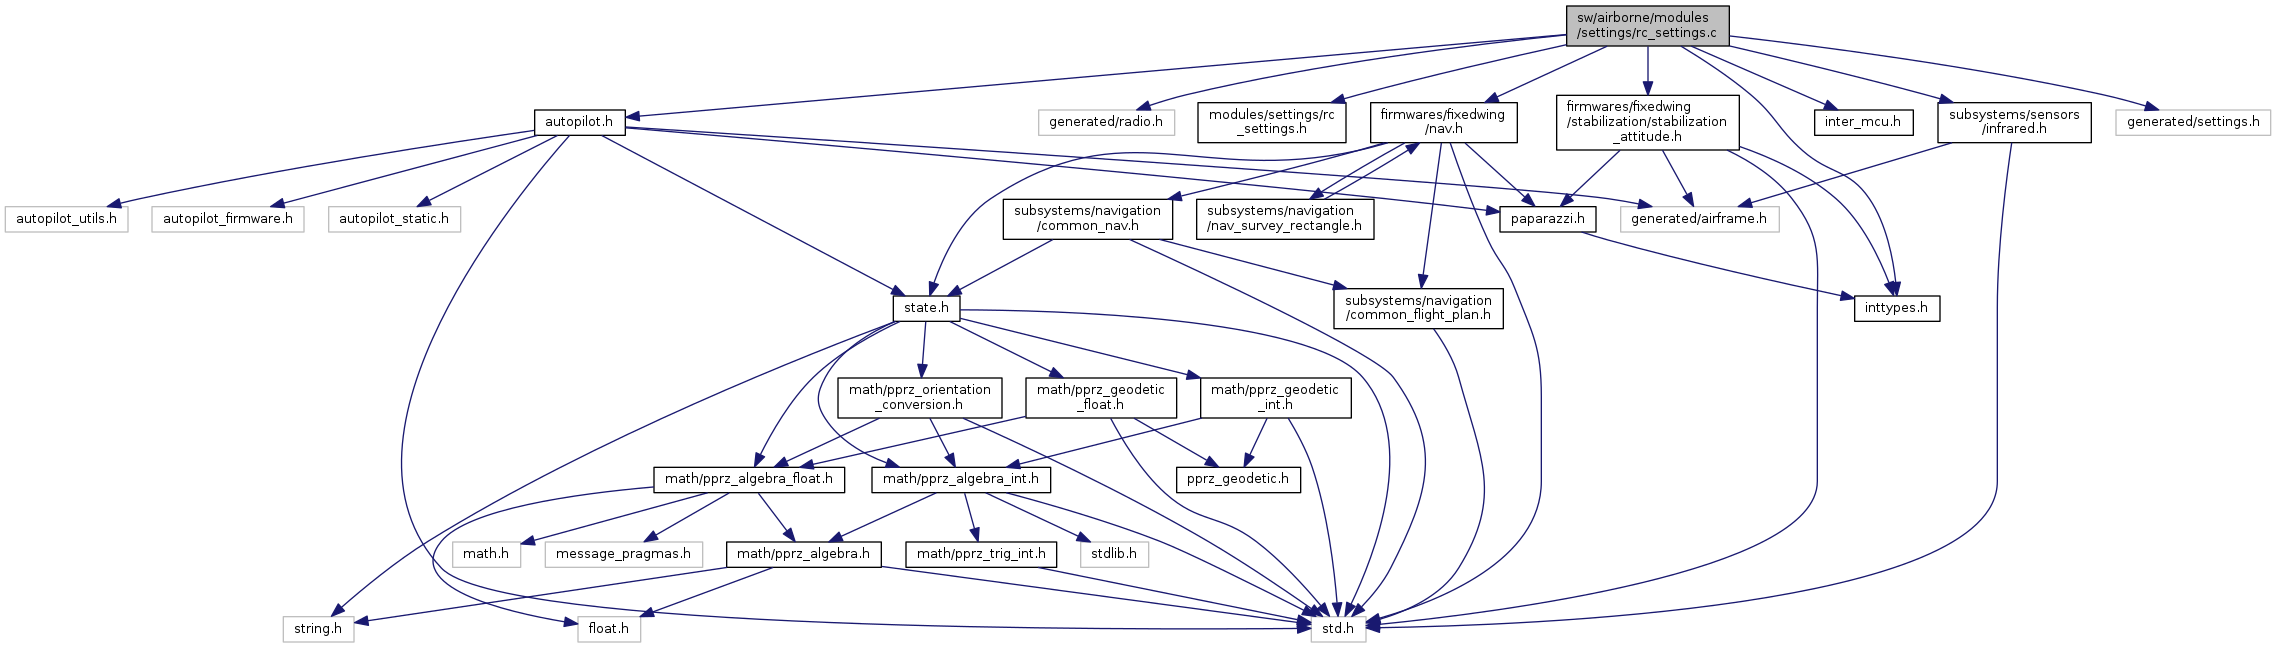 sw/airborne/modules
/settings/rc_settings.c
autopilot.h
generated/radio.h
modules/settings/rc
_settings.h
firmwares/fixedwing
/nav.h
firmwares/fixedwing
/stabilization/stabilization
_attitude.h
inter_mcu.h
subsystems/sensors
/infrared.h
generated/settings.h
autopilot_utils.h
autopilot_firmware.h
autopilot_static.h
subsystems/navigation
/common_nav.h
subsystems/navigation
/nav_survey_rectangle.h
paparazzi.h
generated/airframe.h
state.h
subsystems/navigation
/common_flight_plan.h
inttypes.h
math/pprz_orientation
_conversion.h
math/pprz_geodetic
_float.h
math/pprz_geodetic
_int.h
math/pprz_algebra_float.h
math/pprz_algebra_int.h
pprz_geodetic.h
math.h
message_pragmas.h
math/pprz_algebra.h
math/pprz_trig_int.h
stdlib.h
string.h
float.h
std.h